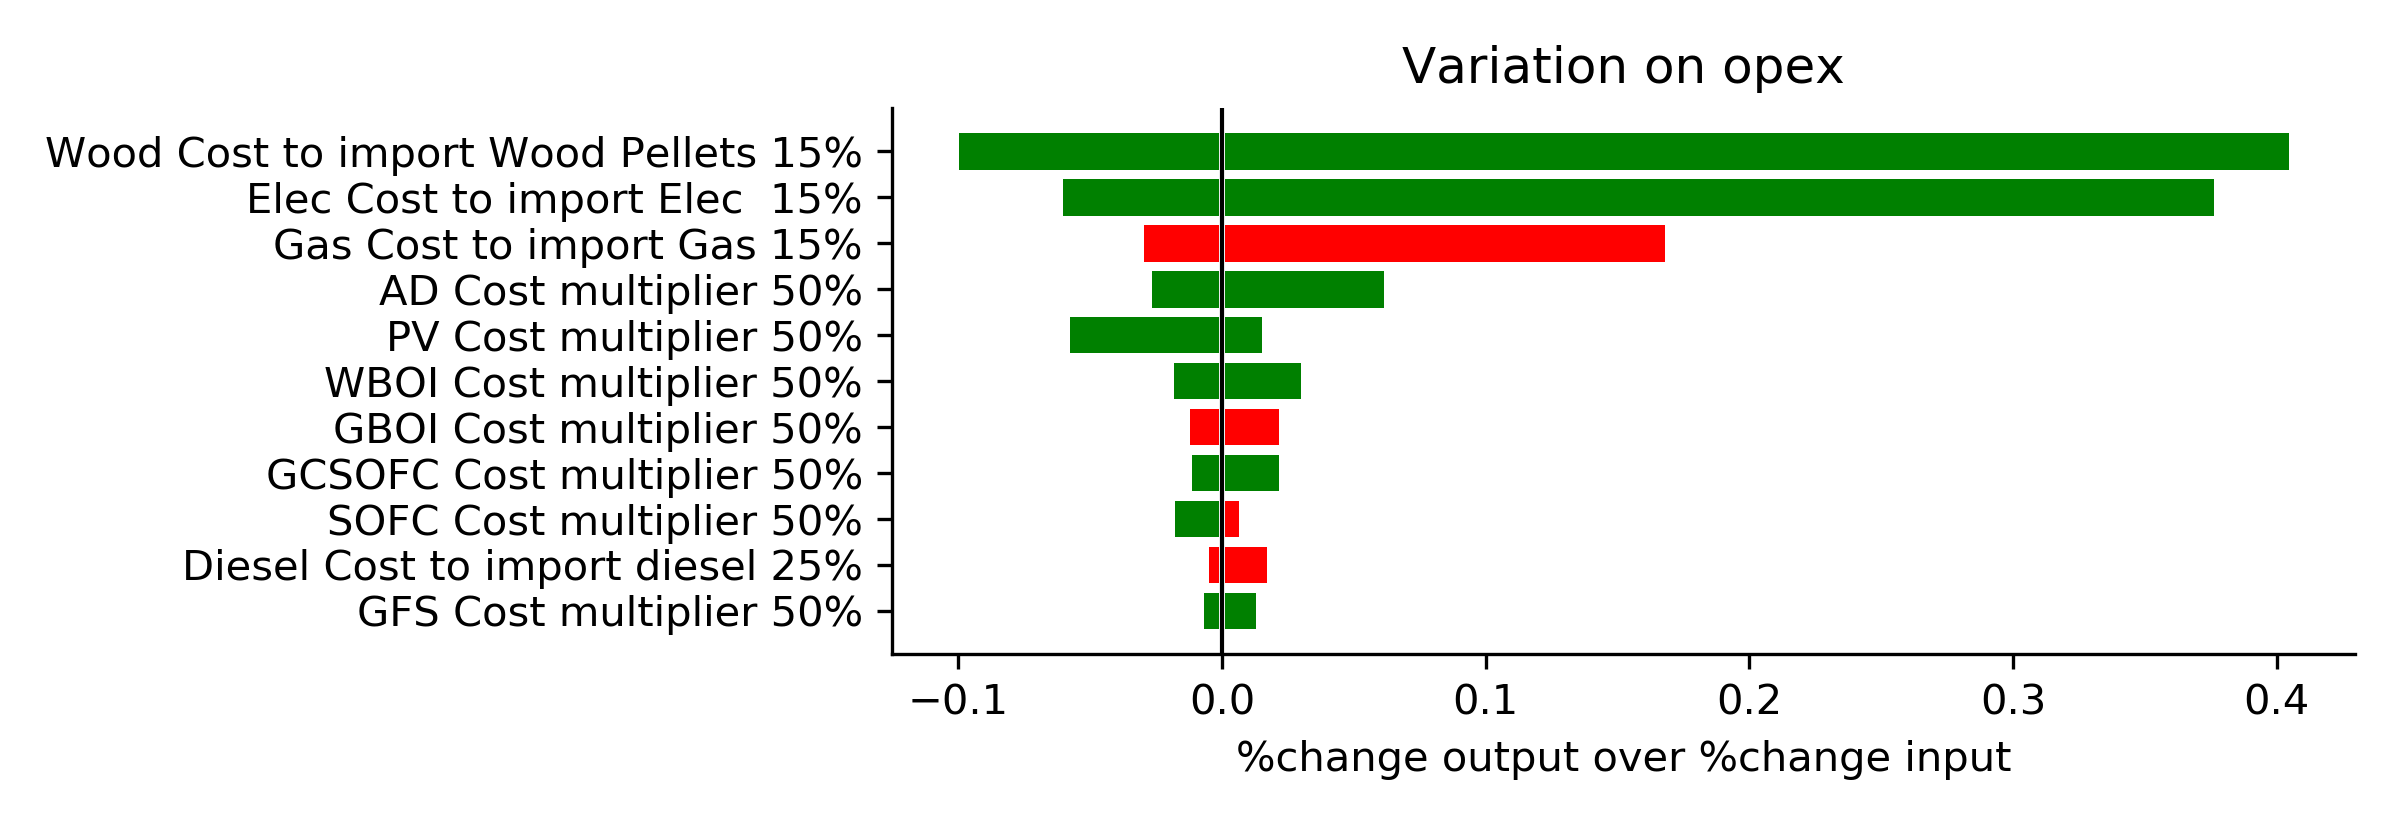 Variation on opex
Wood Cost to import Wood Pellets 15%
Elec Cost to import Elec  15%
Gas Cost to import Gas 15%
AD Cost multiplier 50%
PV Cost multiplier 50%
WBOI Cost multiplier 50%
GBOI Cost multiplier 50%
GCSOFC Cost multiplier 50%
SOFC Cost multiplier 50%
Diesel Cost to import diesel 25%
GFS Cost multiplier 50%
−0.1 0.0 0.1 0.2 0.3 0.4
%change output over %change input